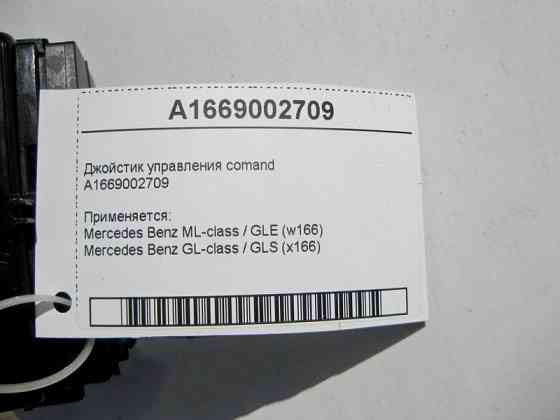 A1669002709
Джойстик управления comand
A1669002709
Применяется:
Mercedes Benz ML-class / GLE (w166)
Mercedes Benz GL-class / GLS (x166)